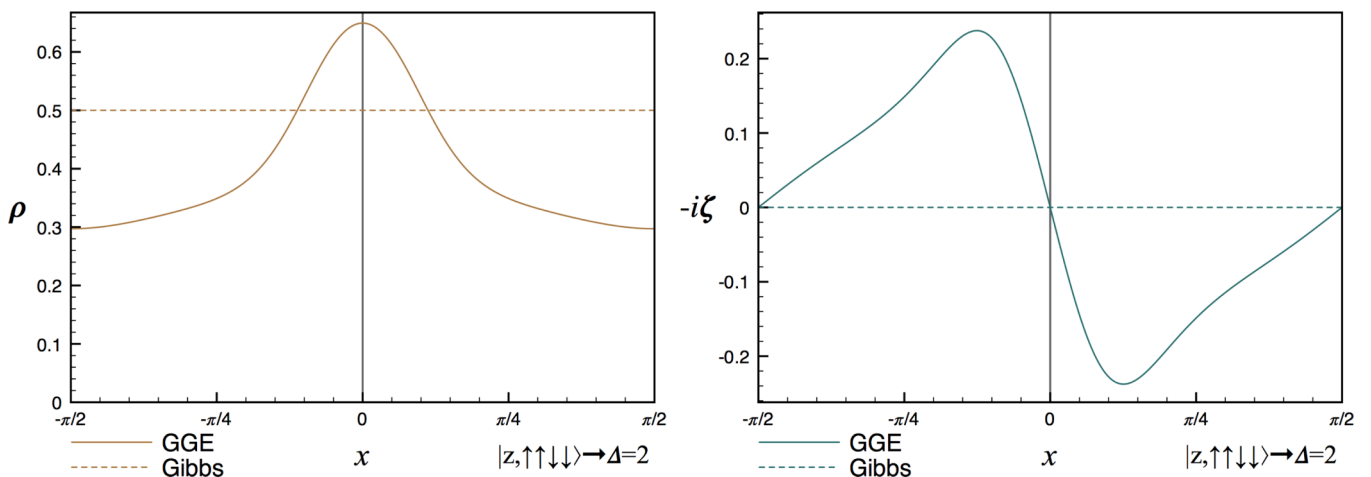 0.6
0.5
0.4
ρ
0.3
0.2
0.1
0
-π/2
-π/4
0
π/4
π/2
GGE
Gibbs
x
|z,↑↑↓↓⟩→Δ=2
0.2
0.1
0
-iζ
-0.1
-0.2
-π/2
-π/4
0
π/4
π/2
GGE
Gibbs
x
|z,↑↑↓↓⟩→Δ=2